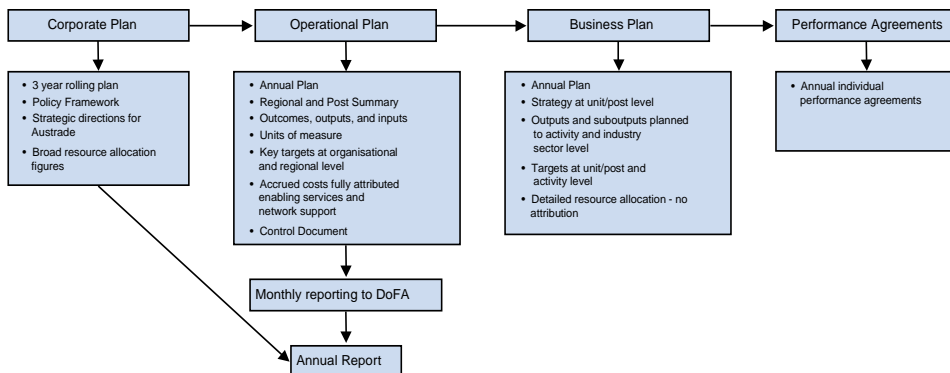 Corporate Plan
Operational Plan
Business Plan
Performance Agreements
• 3 year rolling plan
• Policy Framework
• Strategic directions for
Austrade
• Broad resource allocation
figures
• Annual Plan
• Regional and Post Summary
• Outcomes, outputs, and inputs
• Units of measure
• Key targets at organisational
and regional level
• Accrued costs fully attributed
enabling services and
network support
• Control Document
• Annual Plan
• Strategy at unit/post level
• Outputs and suboutputs planned
to activity and industry
sector level
• Targets at unit/post and
activity level
• Detailed resource allocation - no
attribution
• Annual individual
performance agreements
Monthly reporting to DoFA
Annual Report